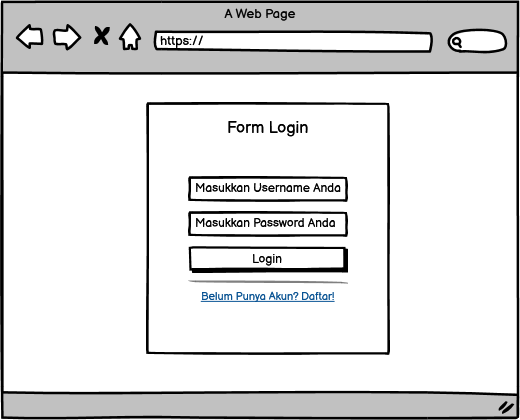 A Web Page
https://
Form Login
Masukkan Username Anda
Masukkan Password Anda
Login
Belum Punya Akun? Daftar!